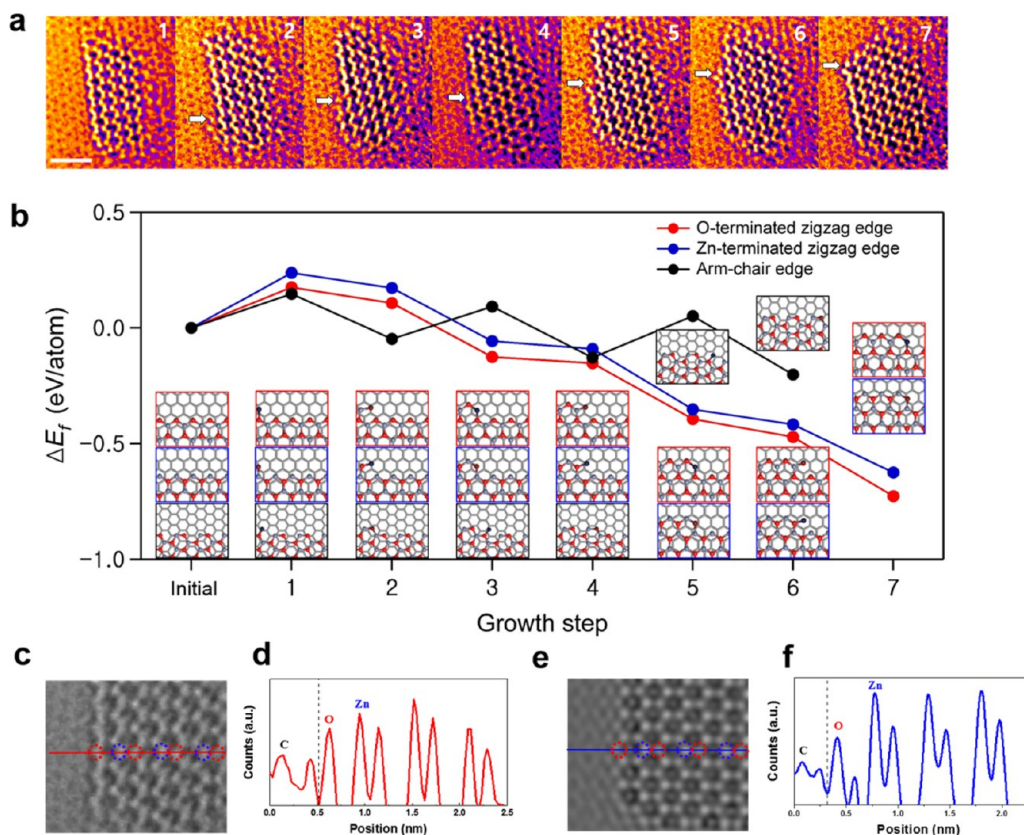 a
1 2 3 4 5 6 7
b
0.5
0.0
−0.5
−1.0
ΔEf (eV/atom)
O-terminated zigzag edge
Zn-terminated zigzag edge
Arm-chair edge
Initial 1 2 3 4 5 6 7
Growth step
c
d
Counts (a.u.)
C
O
Zn
0.0 0.5 1.0 1.5 2.0 2.5
Position (nm)
e
f
Counts (a.u.)
C
O
Zn
0.0 0.5 1.0 1.5 2.0
Position (nm)